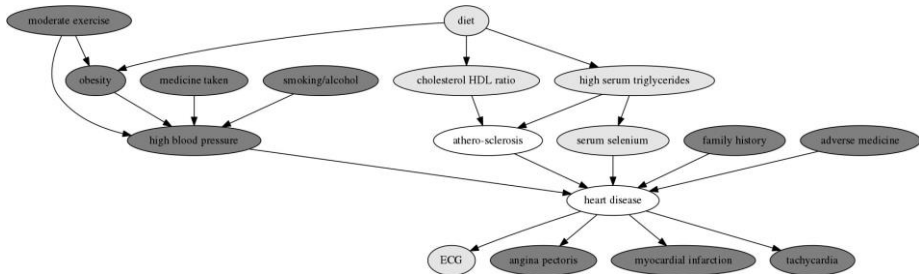 moderate exercise
diet
obesity
medicine taken
smoking/alcohol
cholesterol HDL ratio
high serum triglycerides
high blood pressure
athero-sclerosis
serum selenium
family history
adverse medicine
heart disease
ECG
angina pectoris
myocardial infarction
tachycardia